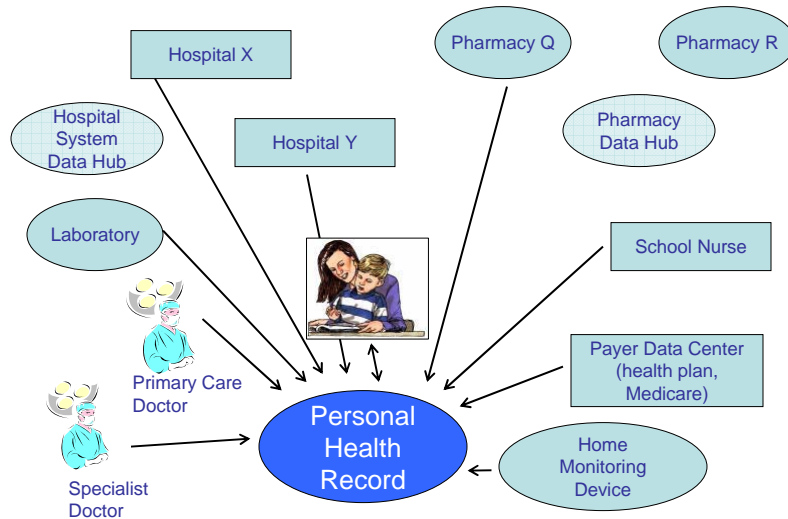 Hospital X
Pharmacy Q
Pharmacy R
Hospital
System
Data Hub
Hospital Y
Pharmacy
Data Hub
Laboratory
School Nurse
Primary Care
Doctor
Payer Data Center
(health plan,
Medicare)
Personal
Health
Record
Home
Monitoring
Device
Specialist
Doctor